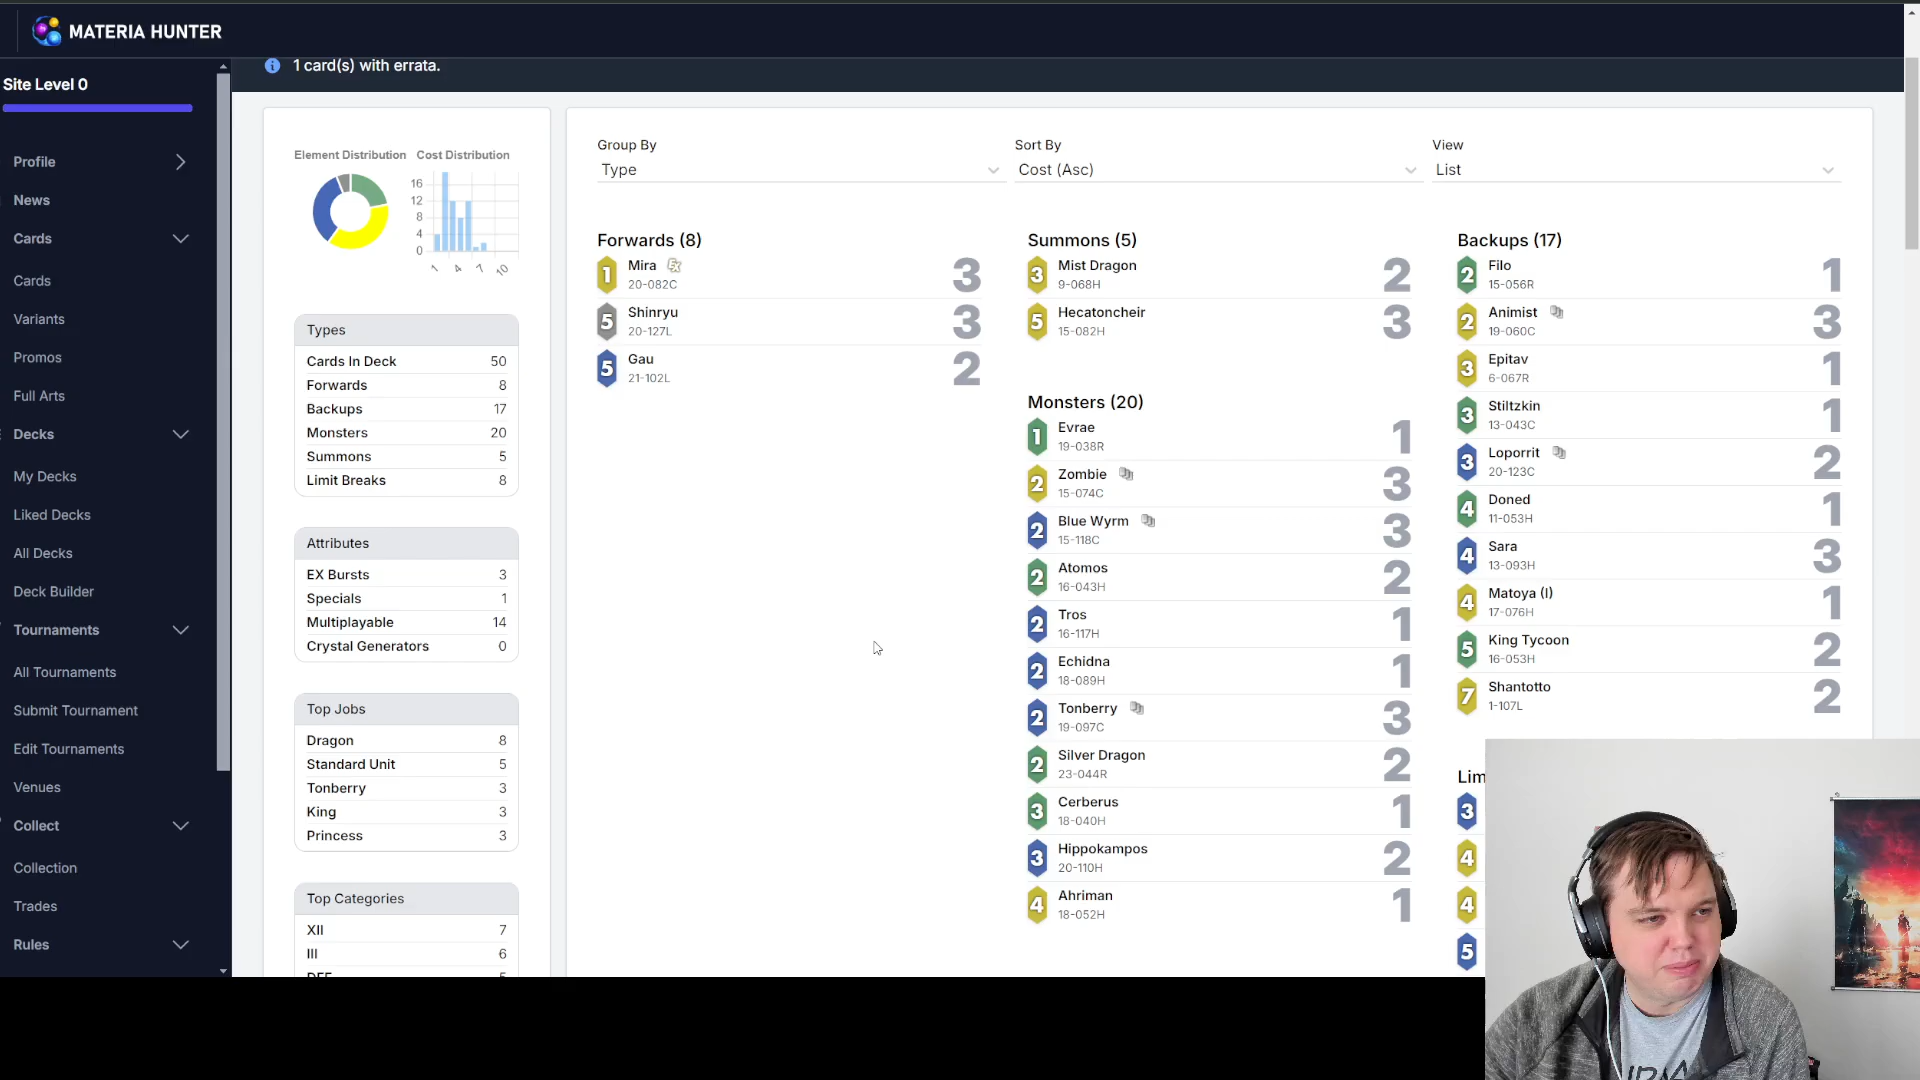 MATERIA HUNTER
1 card(s) with errata.
Site Level 0
Profile
News
Cards
Cards
Variants
Promos
Full Arts
Decks
My Decks
Liked Decks
All Decks
Deck Builder
Tournaments
All Tournaments
Submit Tournament
Edit Tournaments
Venues
Collect
Collection
Trades
Rules
Element Distribution
Cost Distribution
16
12
8
4
0
1 4 7 10
Types
Cards In Deck 50
Forwards 8
Backups 17
Monsters 20
Summons 5
Limit Breaks 8
Attributes
EX Bursts 3
Specials 1
Multiplayable 14
Crystal Generators 0
Top Jobs
Dragon 8
Standard Unit 5
Tonberry 3
King 3
Princess 3
Top Categories
XII 7
III 6
Group By
Type
Sort By
Cost (Asc)
View
List
Forwards (8)
1 Mira EX 3
20-082C
5 Shinryu 3
20-127L
5 Gau 2
21-102L
Summons (5)
3 Mist Dragon 2
9-068H
5 Hecatoncheir 3
15-082H
Monsters (20)
1 Evrae 1
19-038R
2 Zombie 3
15-074C
2 Blue Wyrm 3
15-118C
2 Atomos 2
16-043H
2 Tros 1
16-117H
2 Echidna 1
18-089H
2 Tonberry 3
19-097C
2 Silver Dragon 2
23-044R
3 Cerberus 1
18-040H
3 Hippokampos 2
20-110H
4 Ahriman 1
18-052H
Backups (17)
2 Filo 1
15-056R
2 Animist 3
19-060C
3 Epitav 1
6-067R
3 Stiltzkin 1
13-043C
3 Loporrit 2
20-123C
4 Doned 1
11-053H
4 Sara 3
13-093H
4 Matoya (I) 1
17-076H
5 King Tycoon 2
16-053H
7 Shantotto 2
1-107L
Lim
3
4
4
5